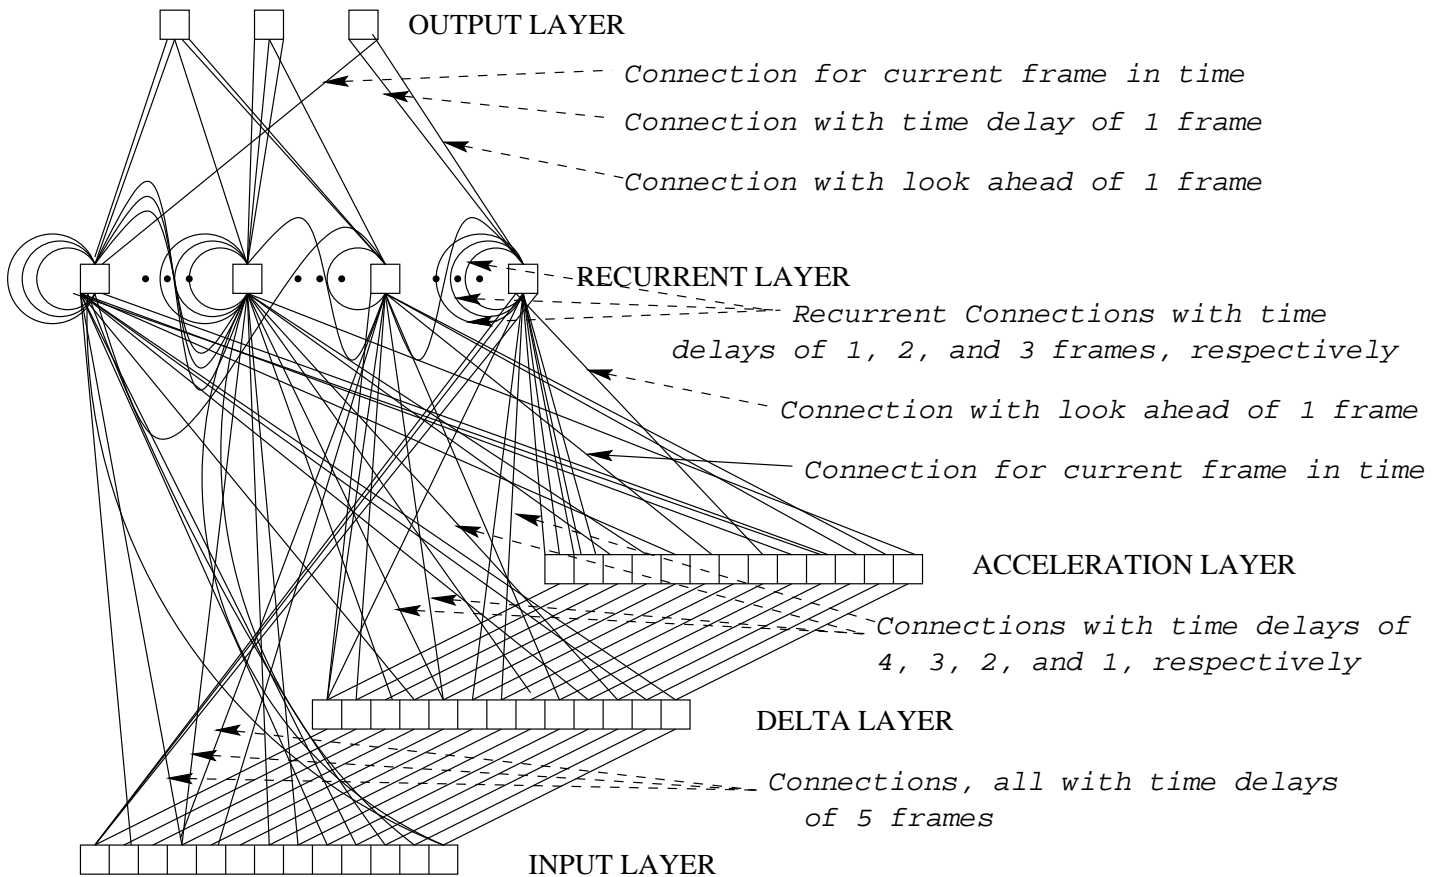 OUTPUT LAYER
Connection for current frame in time
Connection with time delay of 1 frame
Connection with look ahead of 1 frame
RECURRENT LAYER
Recurrent Connections with time
delays of 1, 2, and 3 frames, respectively
Connection with look ahead of 1 frame
Connection for current frame in time
ACCELERATION LAYER
Connections with time delays of
4, 3, 2, and 1, respectively
DELTA LAYER
Connections, all with time delays
of 5 frames
INPUT LAYER